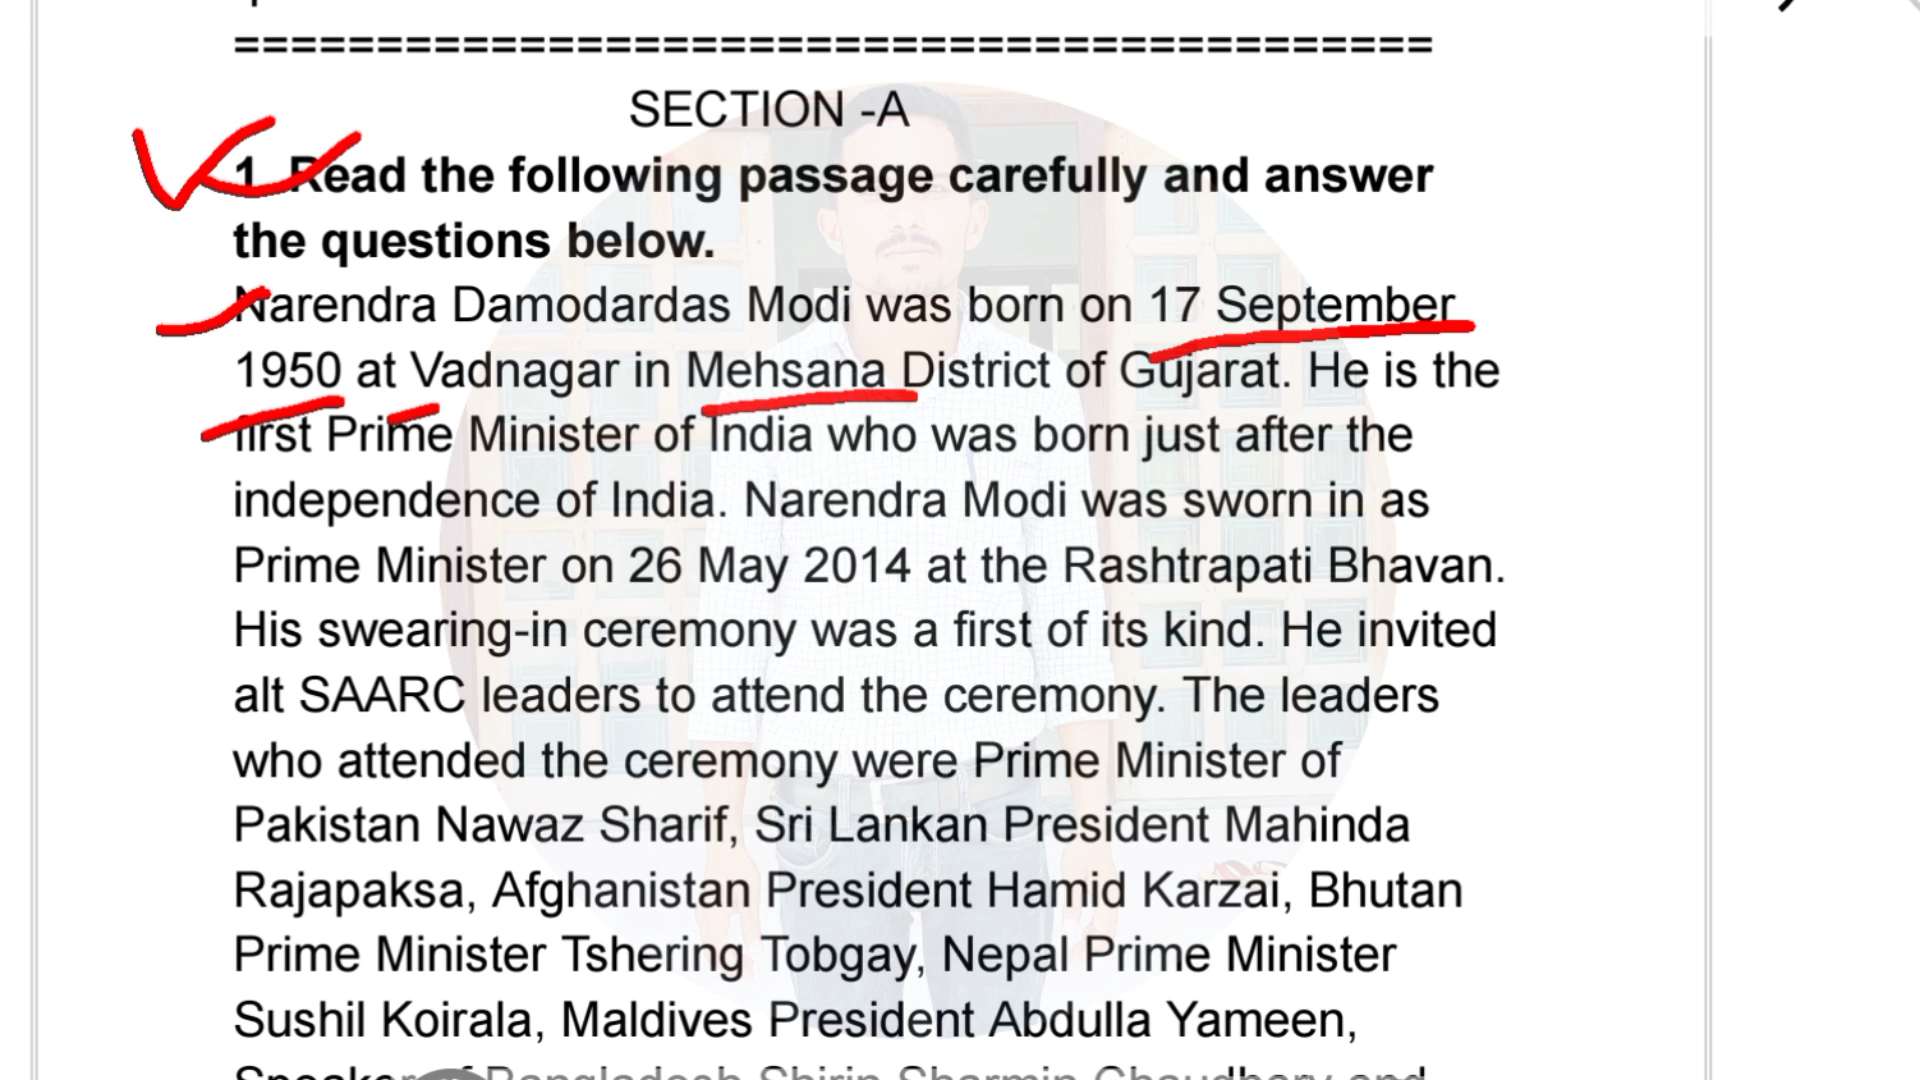 ==========================================
SECTION -A
1 Read the following passage carefully and answer
the questions below.
Narendra Damodardas Modi was born on 17 September
1950 at Vadnagar in Mehsana District of Gujarat. He is the
first Prime Minister of India who was born just after the
independence of India. Narendra Modi was sworn in as
Prime Minister on 26 May 2014 at the Rashtrapati Bhavan.
His swearing-in ceremony was a first of its kind. He invited
alt SAARC leaders to attend the ceremony. The leaders
who attended the ceremony were Prime Minister of
Pakistan Nawaz Sharif, Sri Lankan President Mahinda
Rajapaksa, Afghanistan President Hamid Karzai, Bhutan
Prime Minister Tshering Tobgay, Nepal Prime Minister
Sushil Koirala, Maldives President Abdulla Yameen,
Bangladesh Shirin Sharmin Chaudhery and